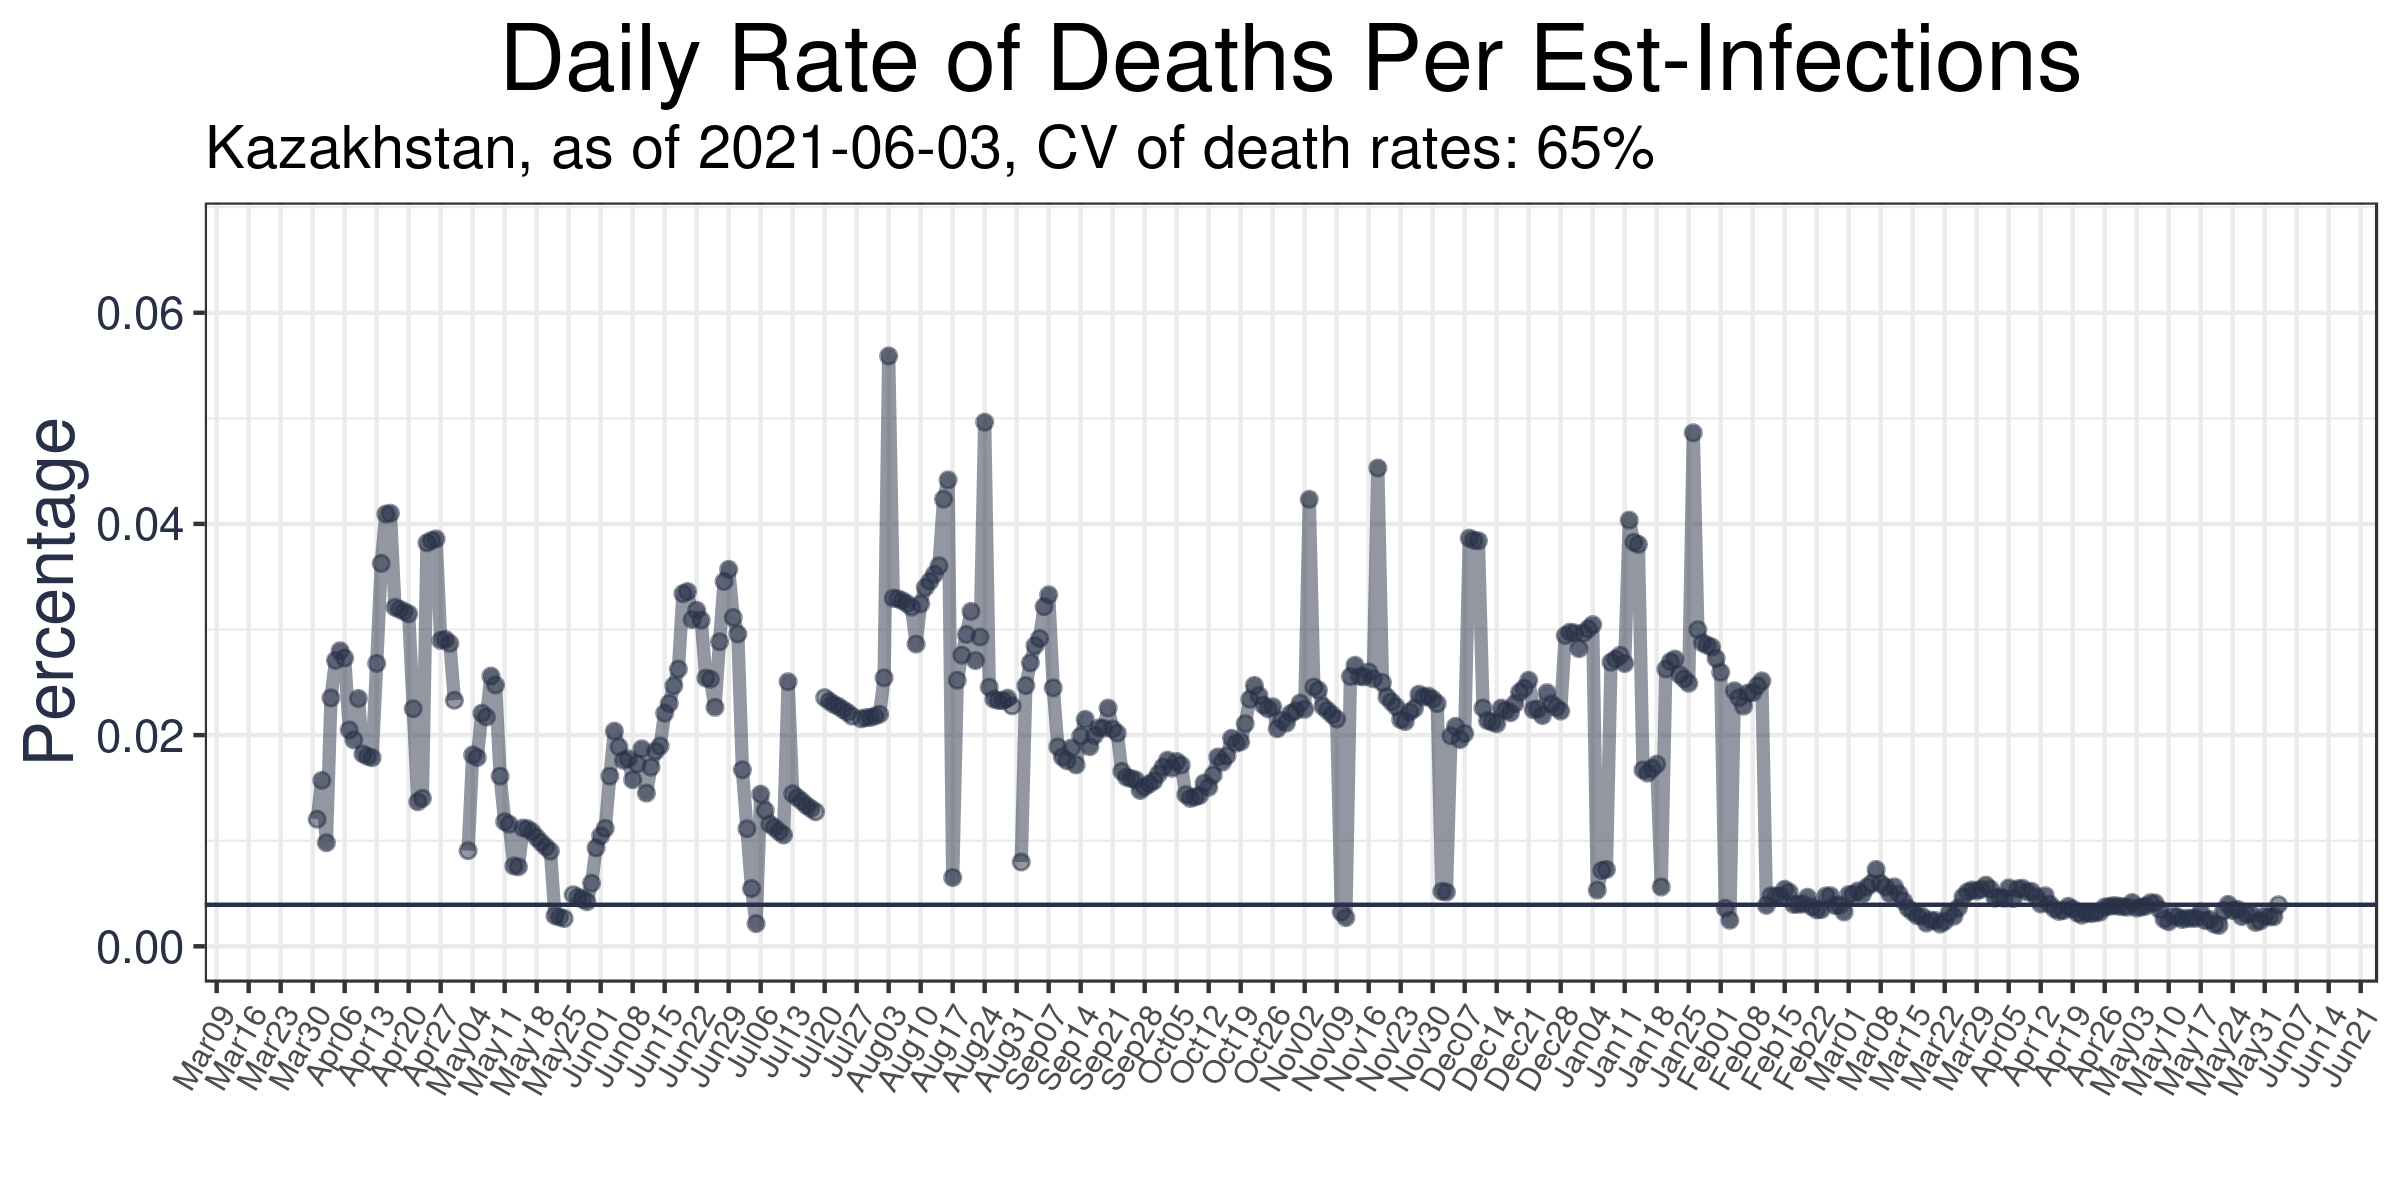 Daily Rate of Deaths Per Est-Infections
Kazakhstan, as of 2021-06-03, CV of death rates: 65%
Percentage
0.06
0.04
0.02
0.00
Mar09
Mar16
Mar23
Mar30
Apr06
Apr13
Apr20
Apr27
May04
May11
May18
May25
Jun01
Jun08
Jun15
Jun22
Jun29
Jul06
Jul13
Jul20
Jul27
Aug03
Aug10
Aug17
Aug24
Aug31
Sep07
Sep14
Sep21
Sep28
Oct05
Oct12
Oct19
Oct26
Nov02
Nov09
Nov16
Nov23
Nov30
Dec07
Dec14
Dec21
Dec28
Jan04
Jan11
Jan18
Jan25
Feb01
Feb08
Feb15
Feb22
Mar01
Mar08
Mar15
Mar22
Mar29
Apr05
Apr12
Apr19
Apr26
May03
May10
May17
May24
May31
Jun07
Jun14
Jun21